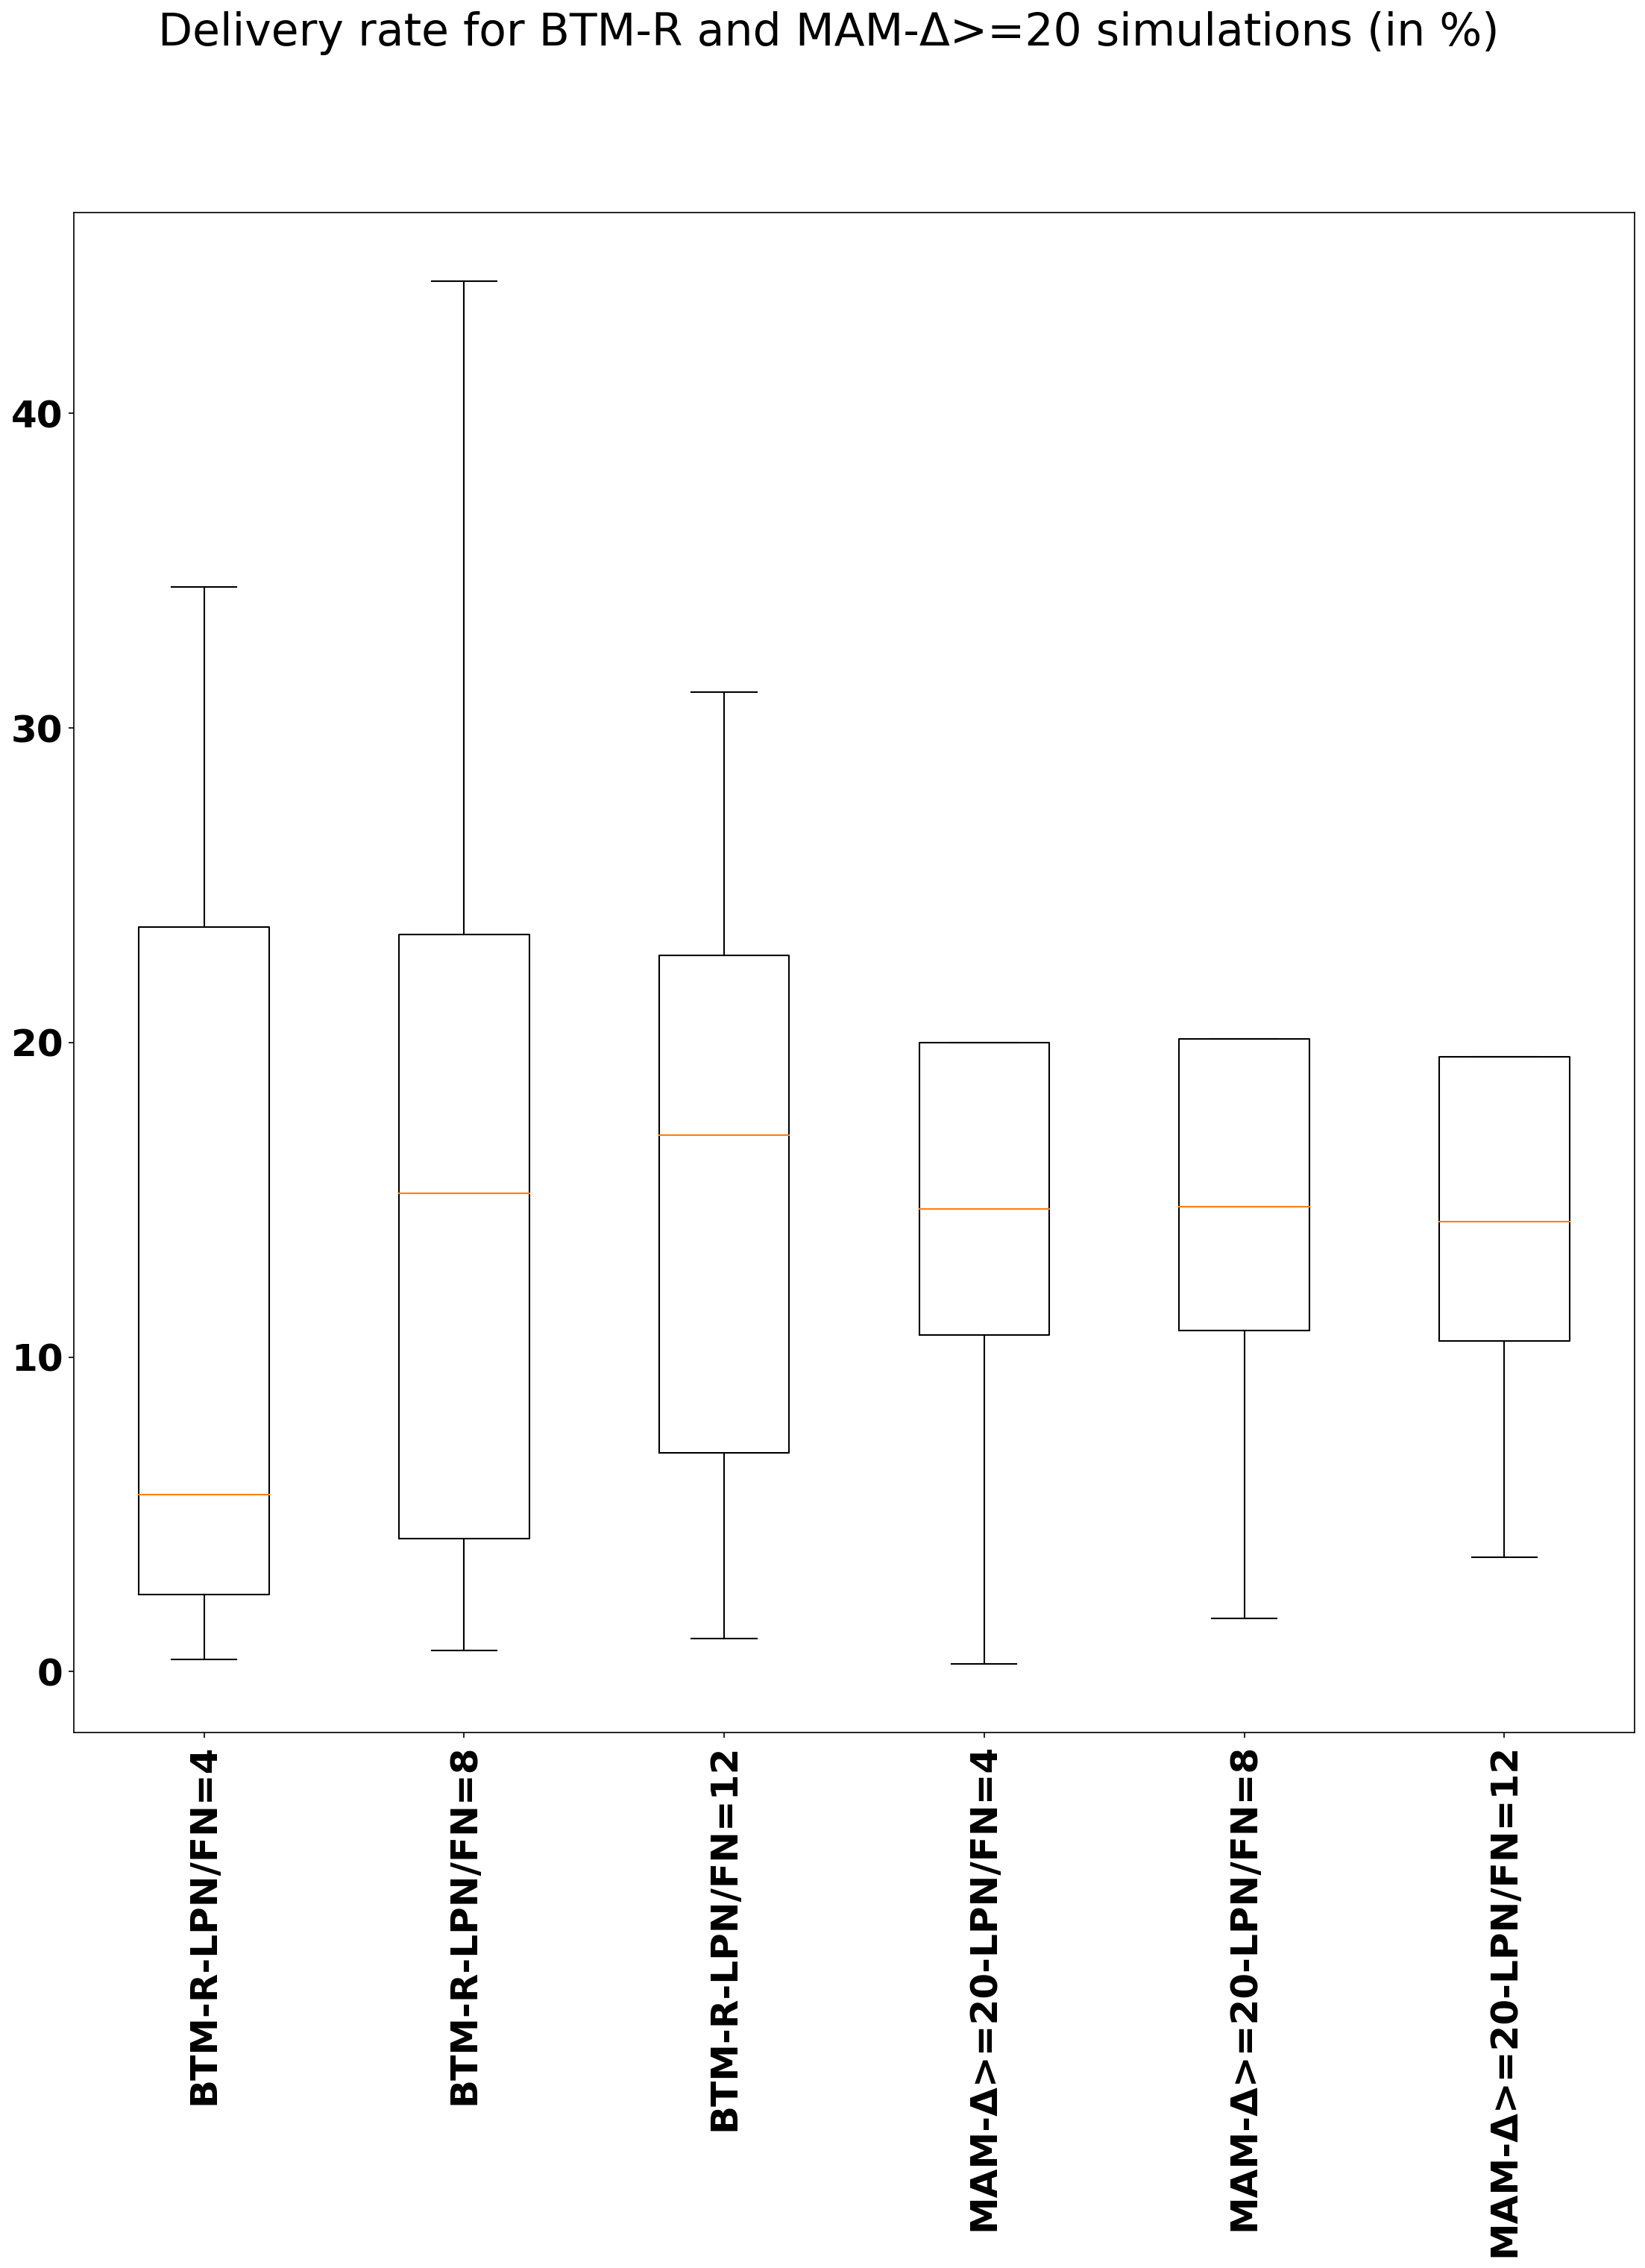 Delivery rate for BTM-R and MAM-Δ>=20 simulations (in %)
40
30
20
10
0
BTM-R-LPN/FN=4
BTM-R-LPN/FN=8
BTM-R-LPN/FN=12
MAM-Δ>=20-LPN/FN=4
MAM-Δ>=20-LPN/FN=8
MAM-Δ>=20-LPN/FN=12